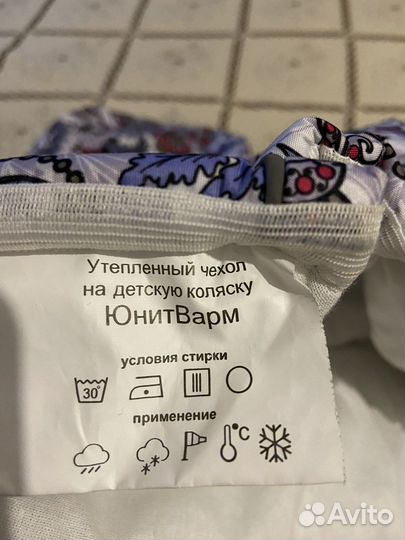 Утепленный чехол
на детскую коляску
ЮнитВарм
условия стирки
30°
применение
°C
Avito